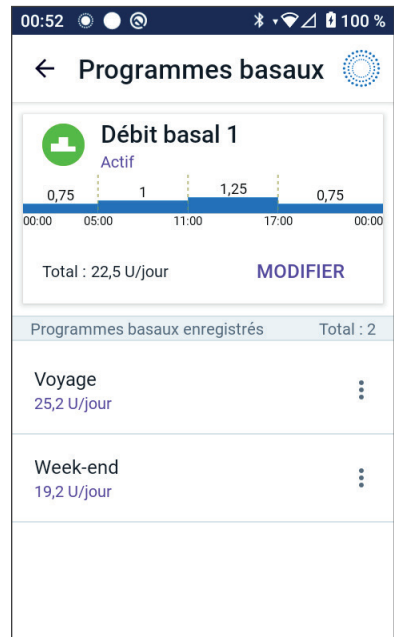 00:52 100 %
Programmes basaux
Débit basal 1
Actif
0,75 1 1,25 0,75
00:00 05:00 11:00 17:00 00:00
Total : 22,5 U/jour MODIFIER
Programmes basaux enregistrés Total : 2
Voyage
25,2 U/jour
Week-end
19,2 U/jour